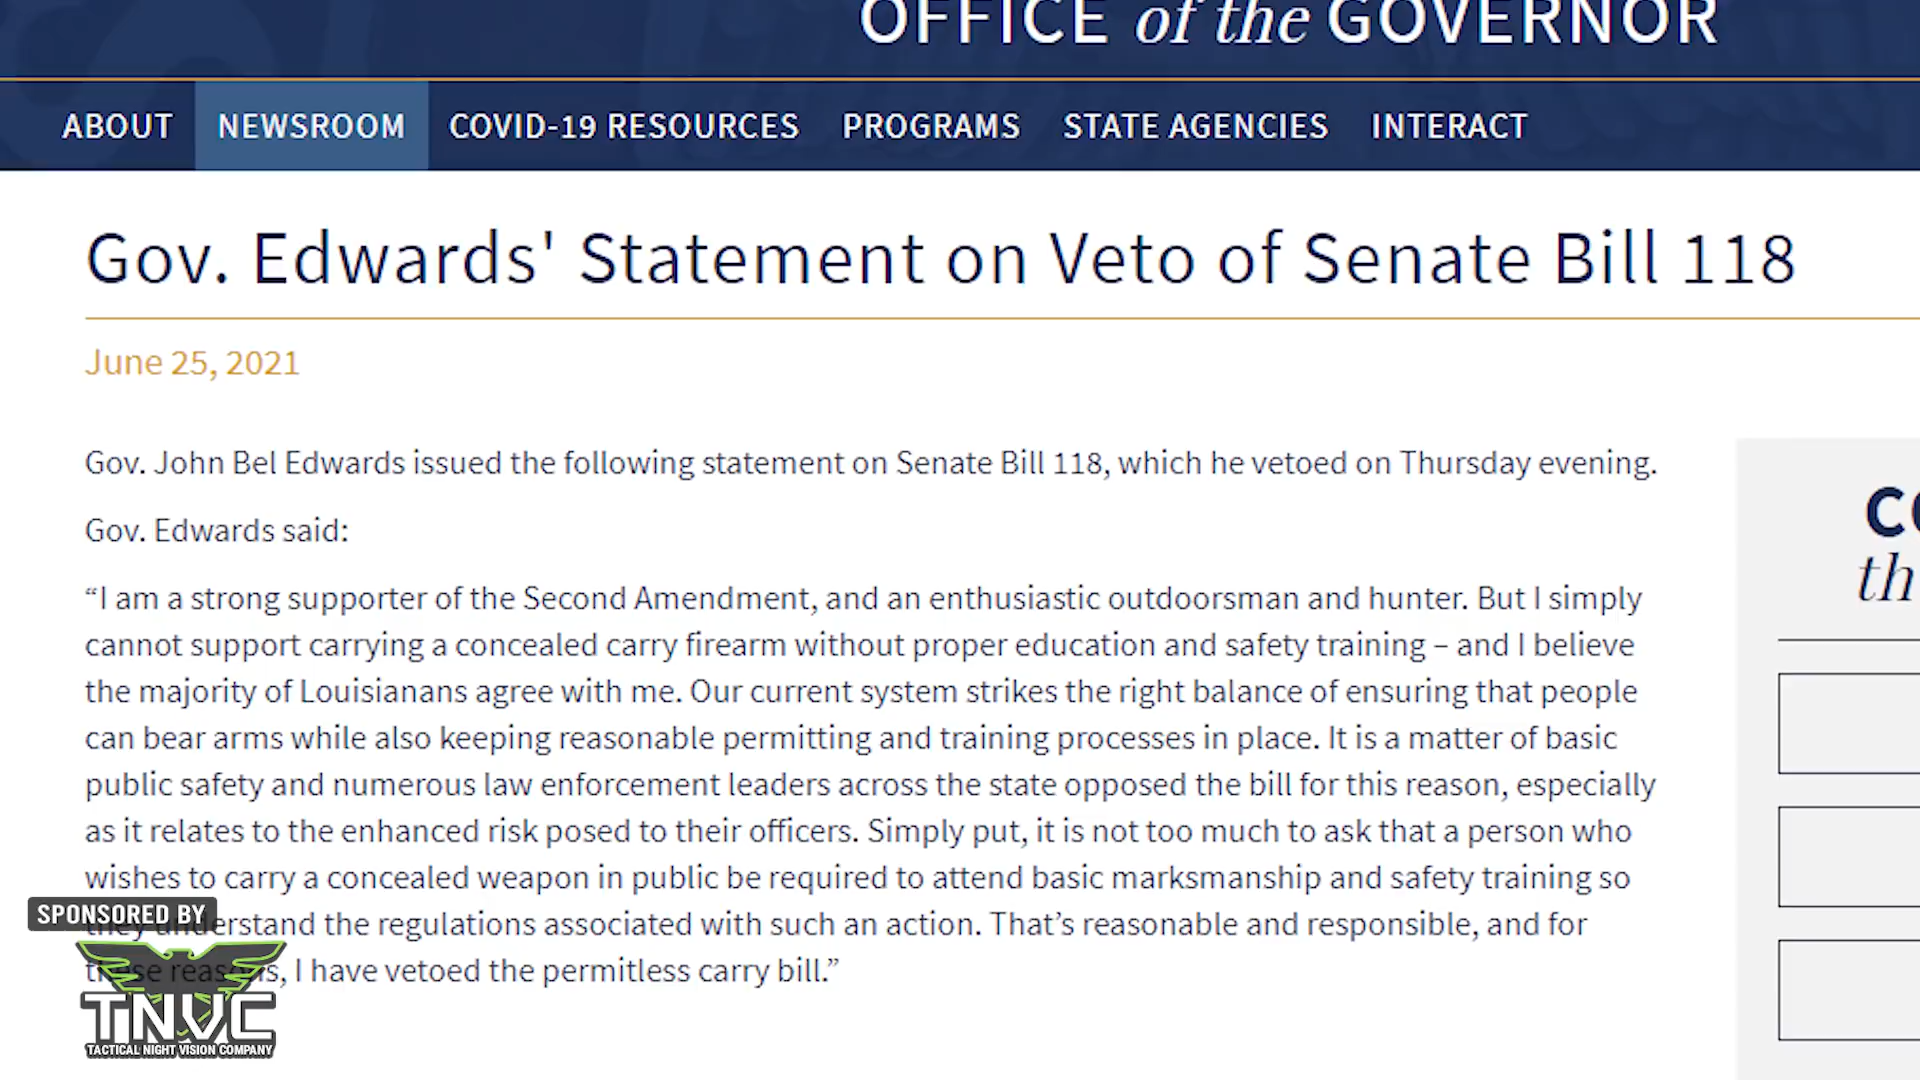 OFFICE of the GOVERNOR
ABOUT NEWSROOM COVID-19 RESOURCES PROGRAMS STATE AGENCIES INTERACT
Gov. Edwards' Statement on Veto of Senate Bill 118
June 25, 2021
Gov. John Bel Edwards issued the following statement on Senate Bill 118, which he vetoed on Thursday evening.
Gov. Edwards said:
“I am a strong supporter of the Second Amendment, and an enthusiastic outdoorsman and hunter. But I simply
cannot support carrying a concealed carry firearm without proper education and safety training – and I believe
the majority of Louisianans agree with me. Our current system strikes the right balance of ensuring that people
can bear arms while also keeping reasonable permitting and training processes in place. It is a matter of basic
public safety and numerous law enforcement leaders across the state opposed the bill for this reason, especially
as it relates to the enhanced risk posed to their officers. Simply put, it is not too much to ask that a person who
wishes to carry a concealed weapon in public be required to attend basic marksmanship and safety training so
they understand the regulations associated with such an action. That’s reasonable and responsible, and for
these reasons, I have vetoed the permitless carry bill.”
SPONSORED BY
TNVC
TACTICAL NIGHT VISION COMPANY